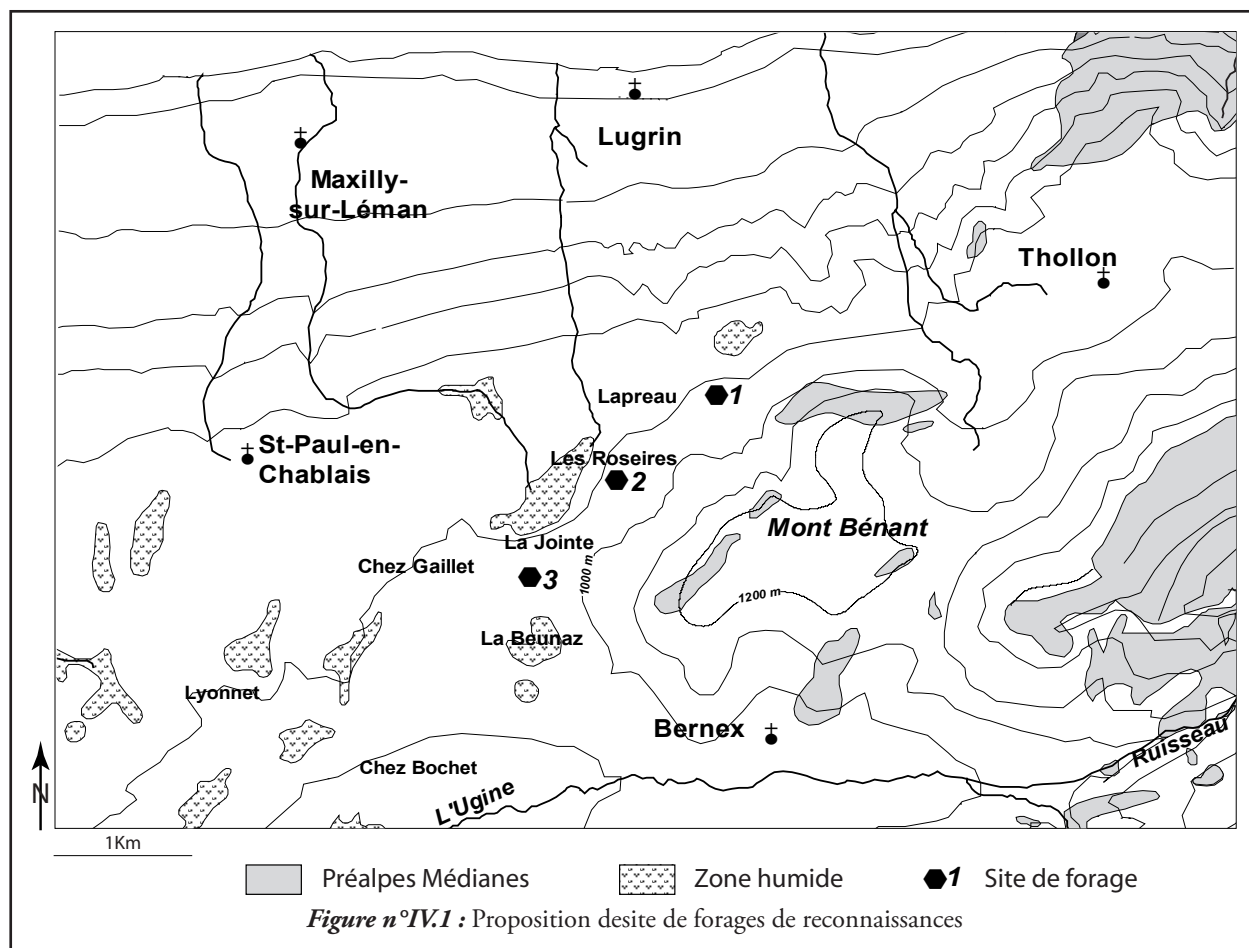 Lugrin
Maxilly-
sur-Léman
Thollon
Lapreau
1
St-Paul-en-
Chablais
Les Roseires
2
Mont Bénant
La Jointe
Chez Gaillet
3
1000 m
1200 m
La Beunaz
Lyonnet
Bernex
Ruisseau
Chez Bochet
L'Ugine
N
1Km
Préalpes Médianes
Zone humide
1 Site de forage
Figure n°IV.1 : Proposition desite de forages de reconnaissances